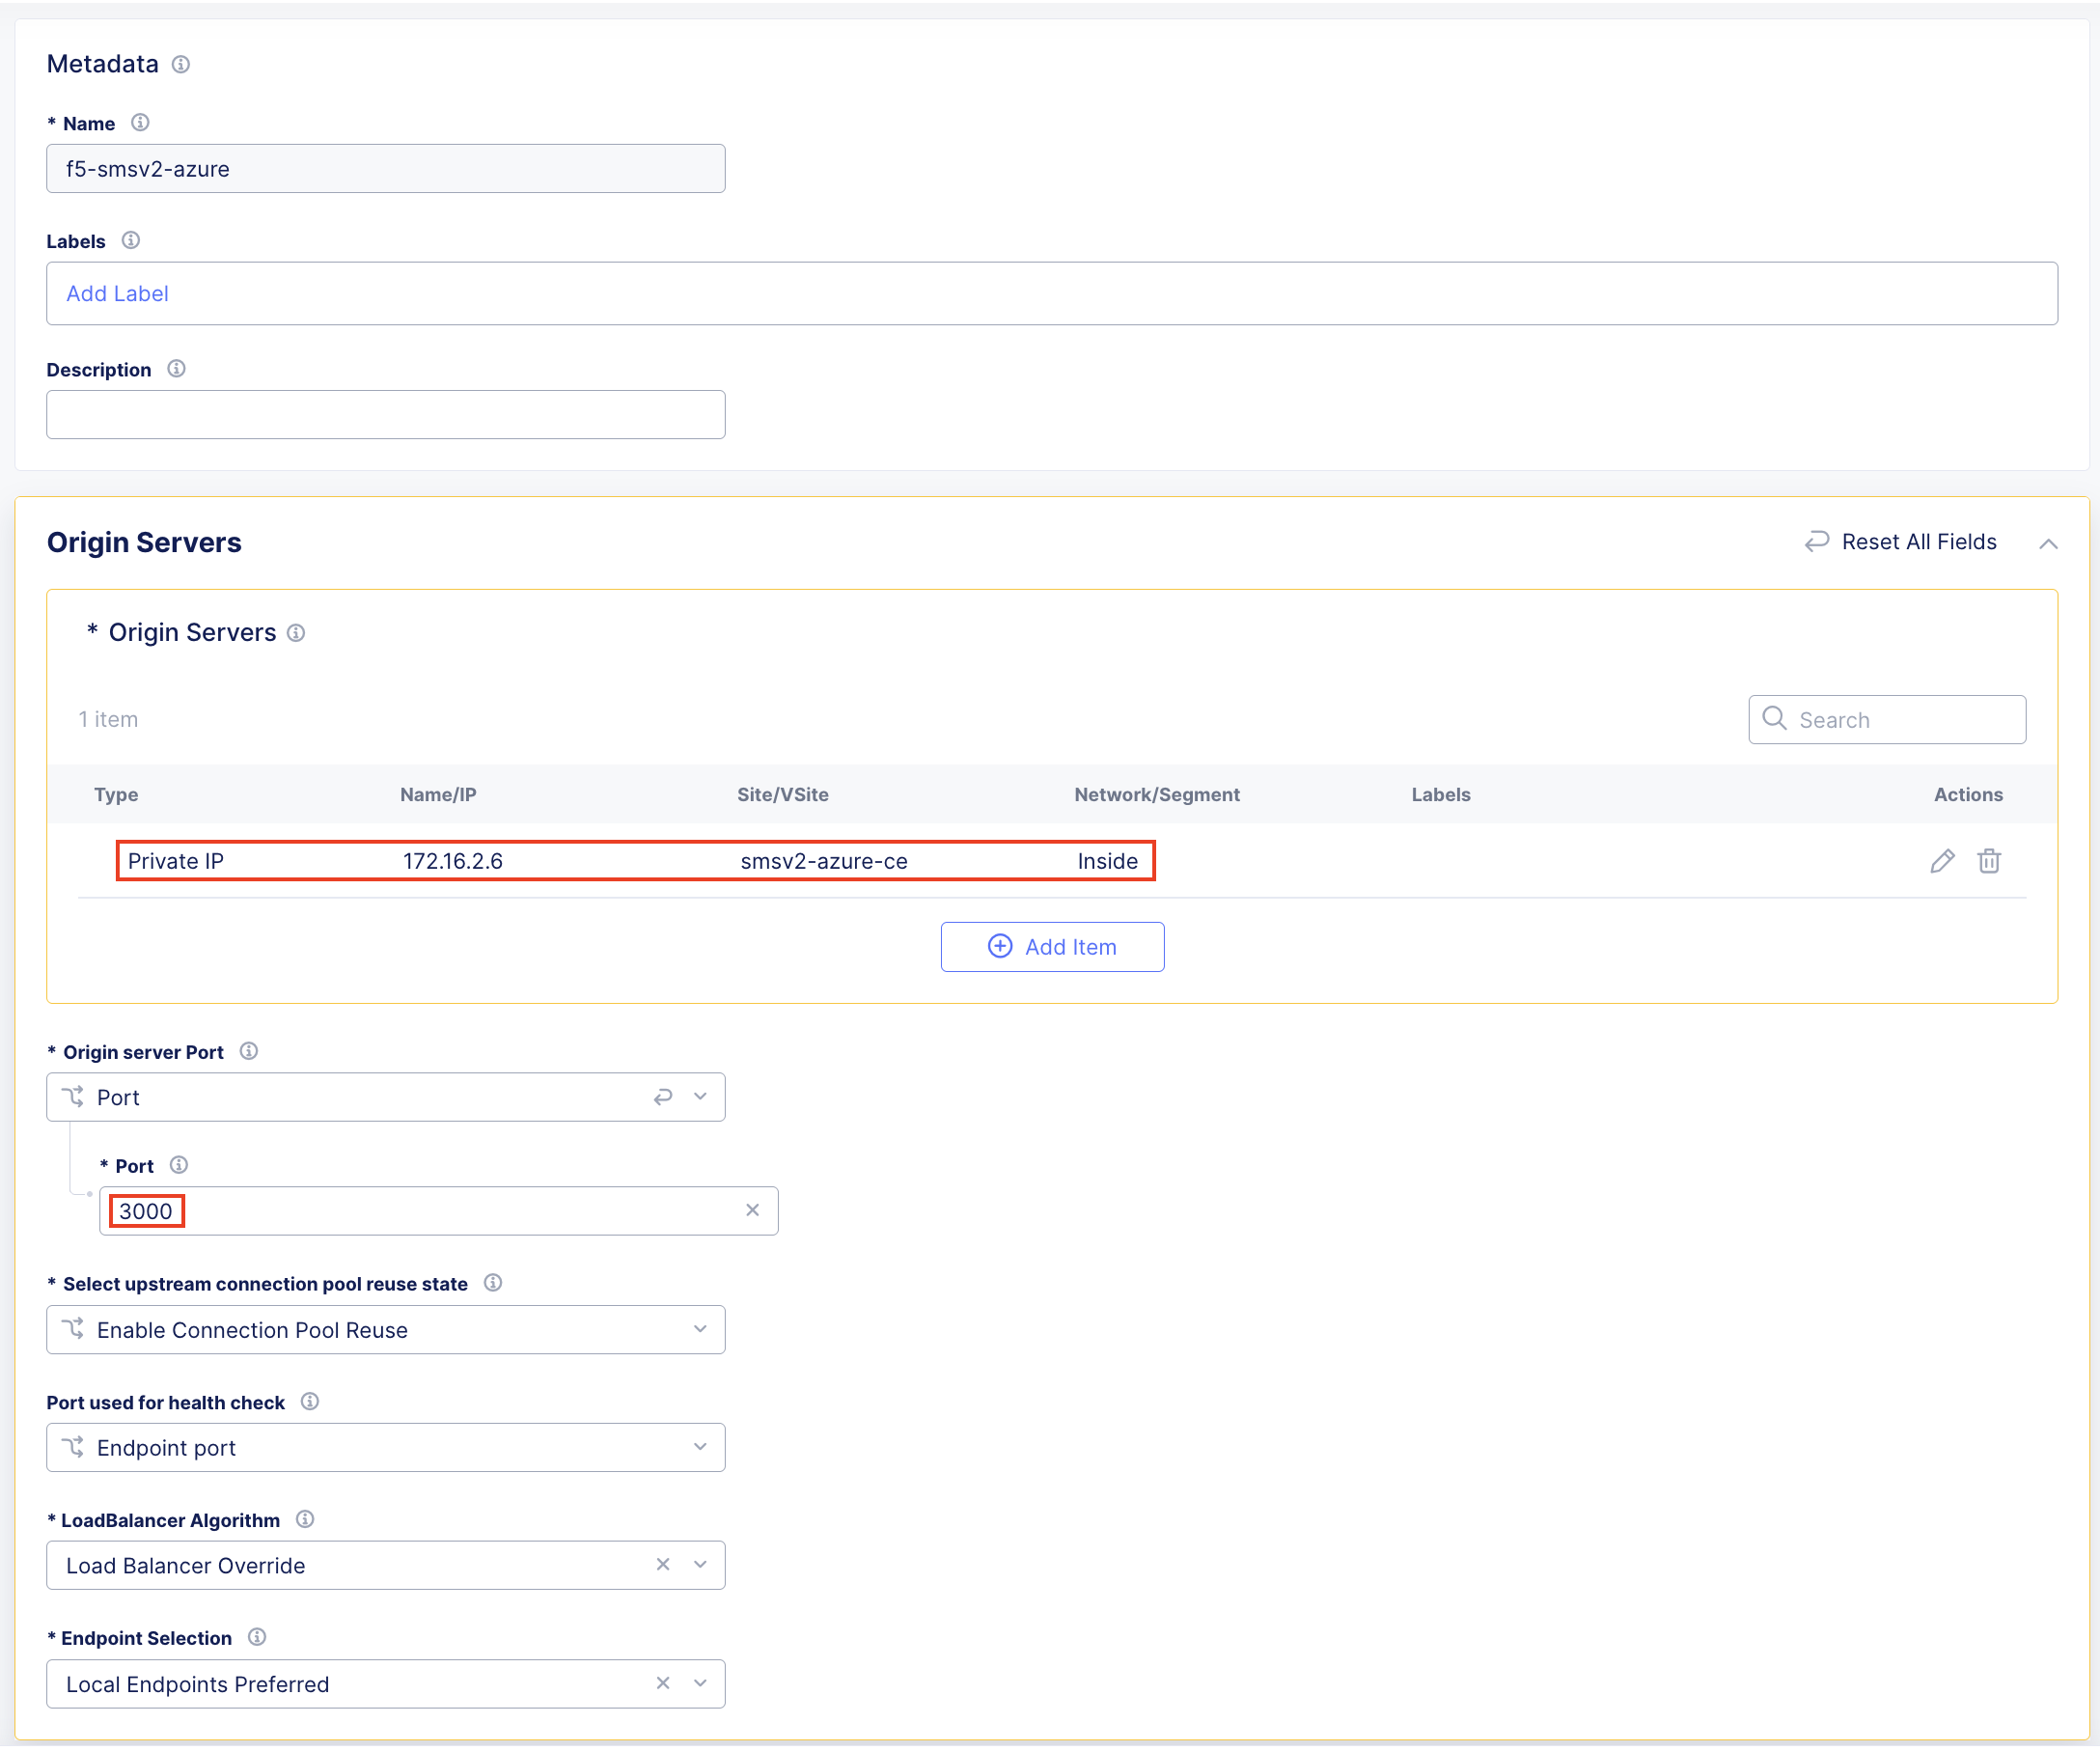 Metadata
* Name
f5-smsv2-azure
Labels
Add Label
Description
Origin Servers
Reset All Fields
* Origin Servers
1 item
Search
Type Name/IP Site/VSite Network/Segment Labels Actions
Private IP 172.16.2.6 smsv2-azure-ce Inside
Add Item
* Origin server Port
Port
* Port
3000
* Select upstream connection pool reuse state
Enable Connection Pool Reuse
Port used for health check
Endpoint port
* LoadBalancer Algorithm
Load Balancer Override
* Endpoint Selection
Local Endpoints Preferred